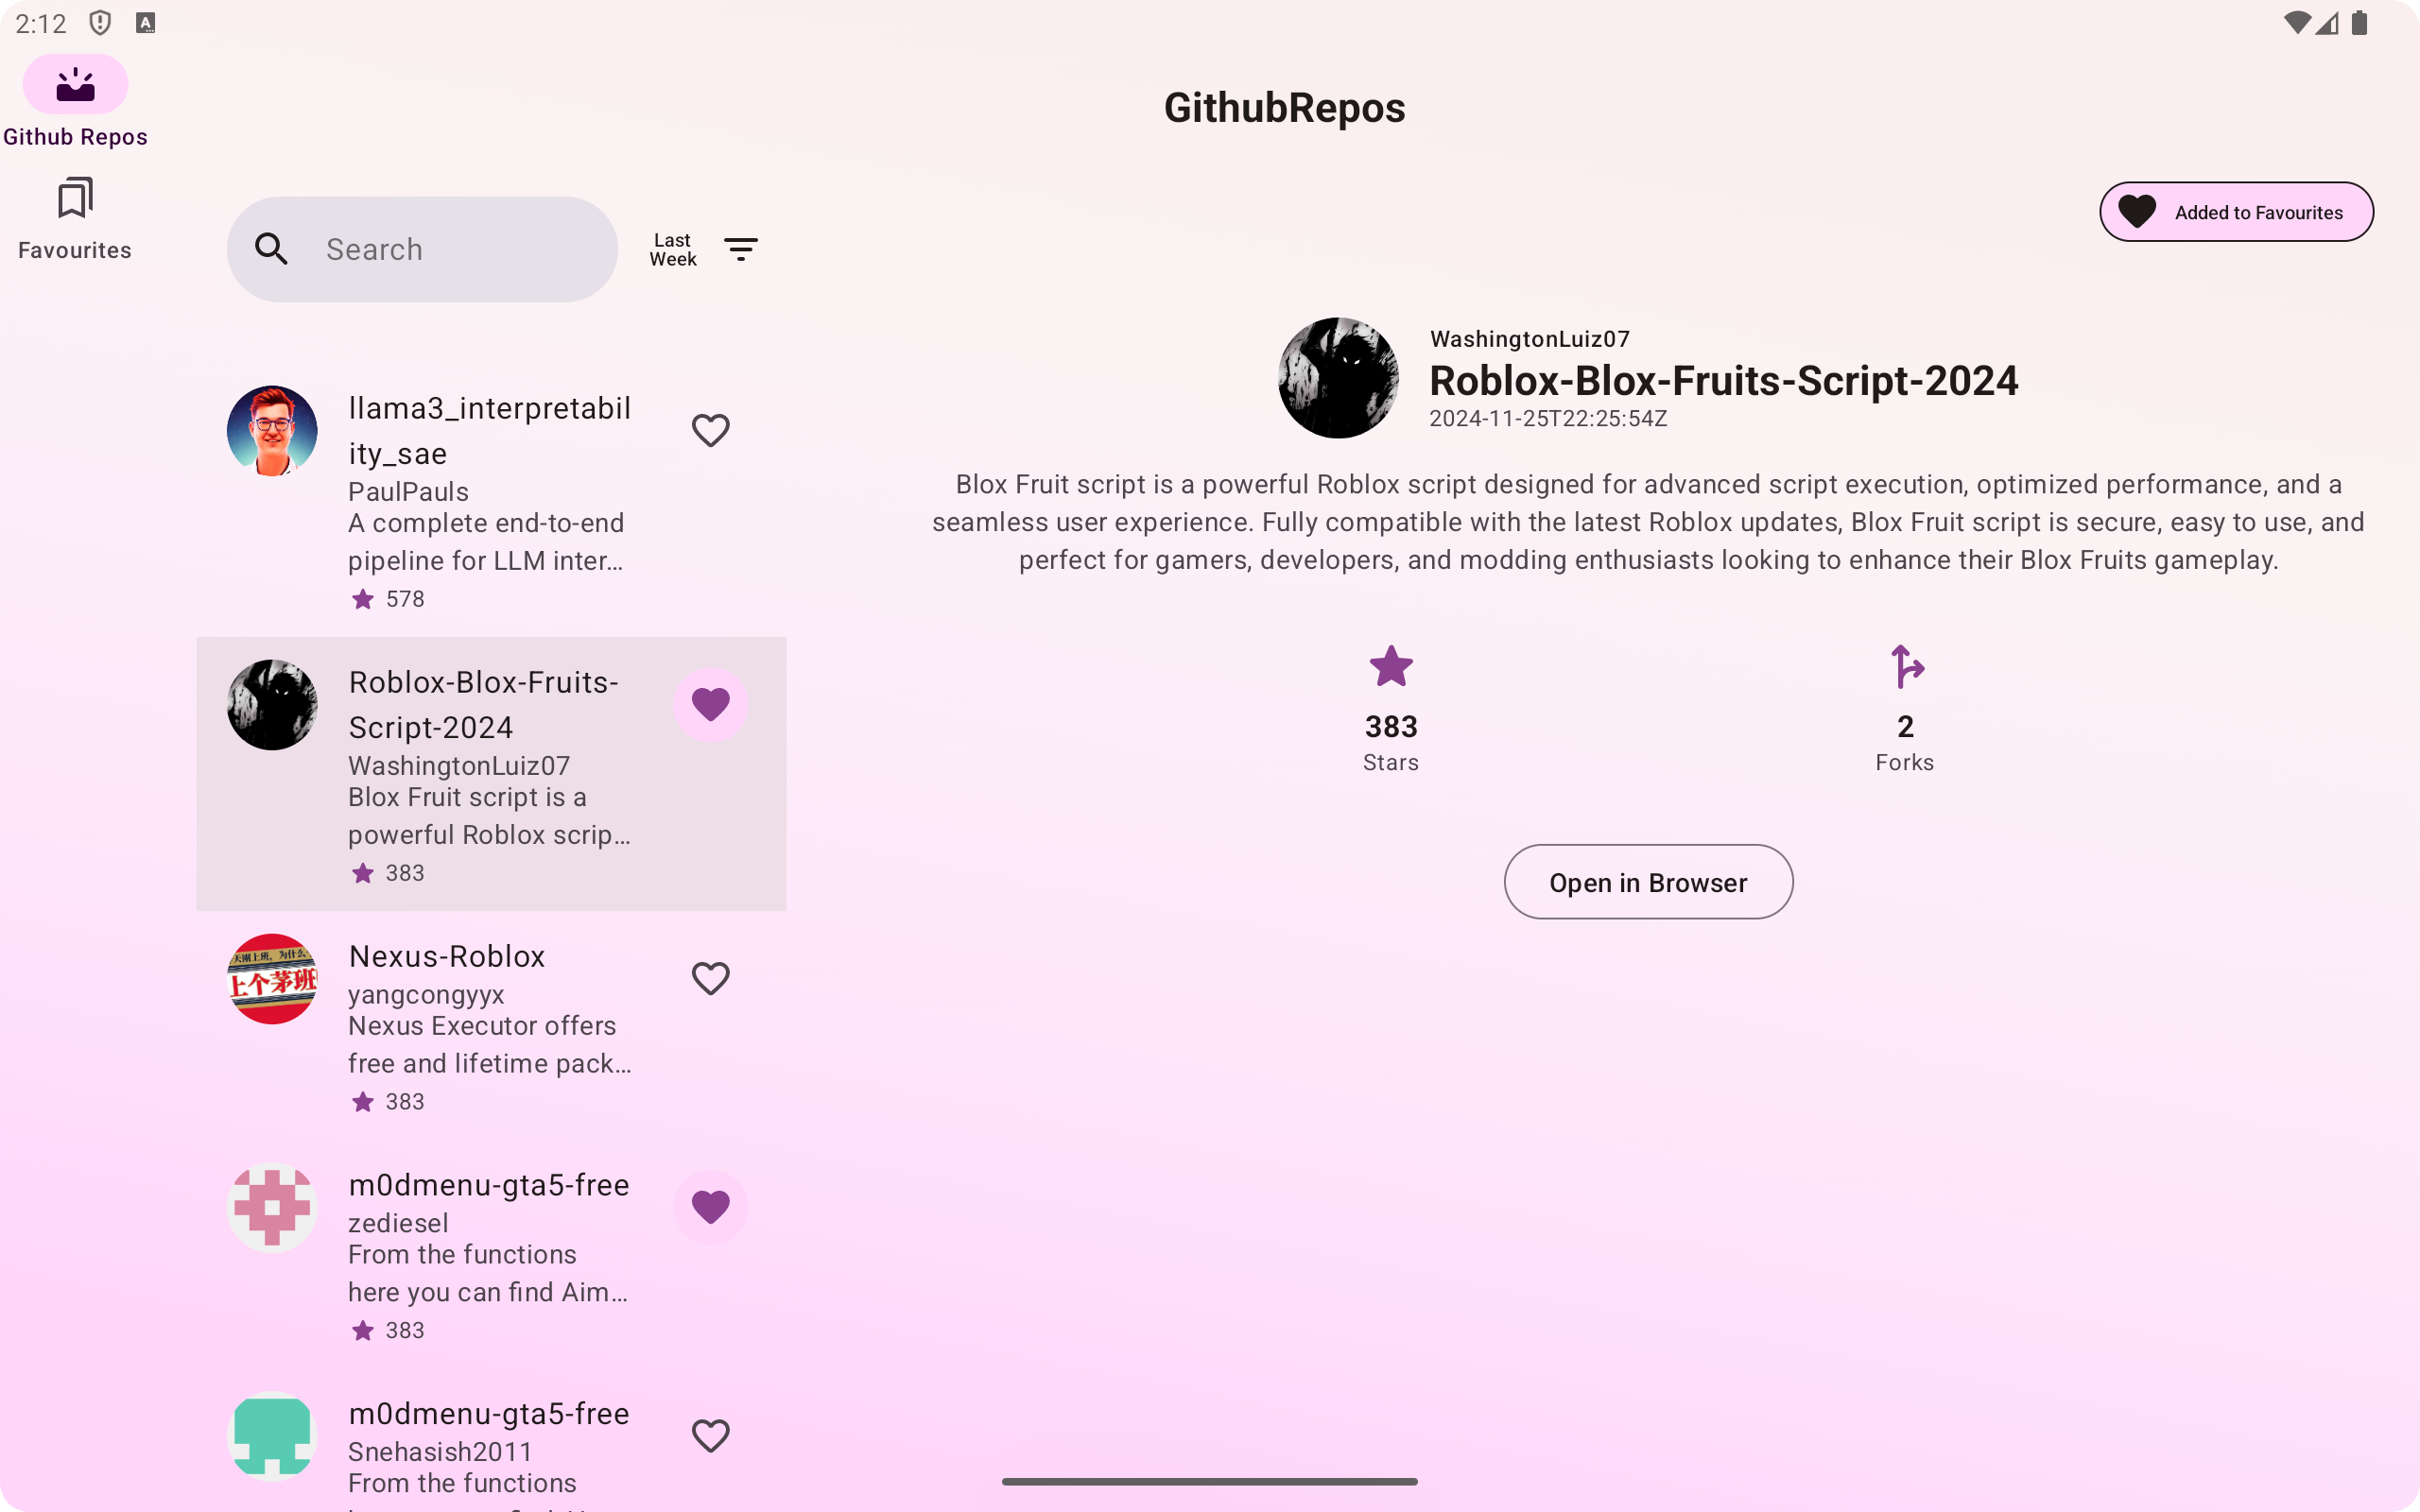 2:12
Github Repos
Favourites
GithubRepos
Search
Last
Week
llama3_interpretabil
ity_sae
PaulPauls
A complete end-to-end
pipeline for LLM inter…
578
Roblox-Blox-Fruits-
Script-2024
WashingtonLuiz07
Blox Fruit script is a
powerful Roblox scrip…
383
上个茅班
Nexus-Roblox
yangcongyyx
Nexus Executor offers
free and lifetime pack…
383
m0dmenu-gta5-free
zediesel
From the functions
here you can find Aim…
383
m0dmenu-gta5-free
Snehasish2011
From the functions
Added to Favourites
WashingtonLuiz07
Roblox-Blox-Fruits-Script-2024
2024-11-25T22:25:54Z
Blox Fruit script is a powerful Roblox script designed for advanced script execution, optimized performance, and a
seamless user experience. Fully compatible with the latest Roblox updates, Blox Fruit script is secure, easy to use, and
perfect for gamers, developers, and modding enthusiasts looking to enhance their Blox Fruits gameplay.
383
Stars
2
Forks
Open in Browser